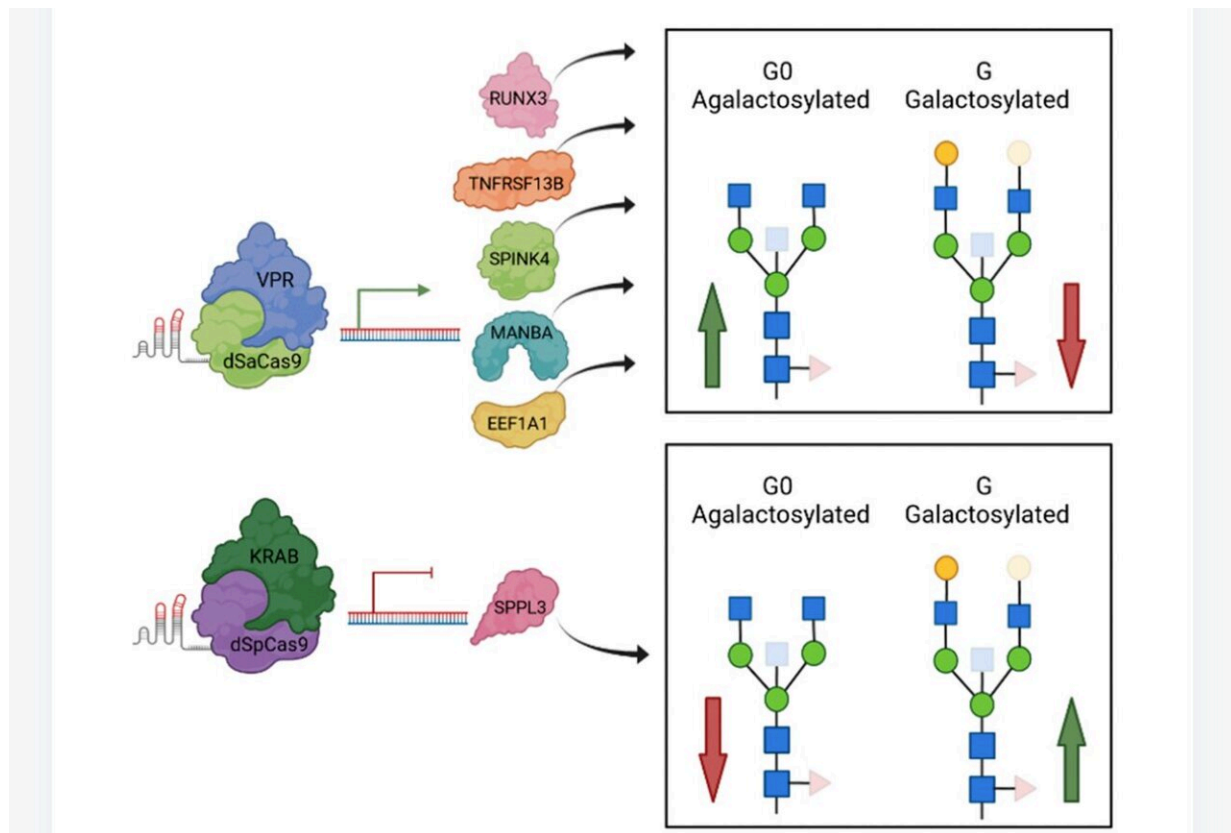 RUNX3
TNFRSF13B
SPINK4
MANBA
EEF1A1
VPR
dSaCas9
G0
Agalactosylated
G
Galactosylated
KRAB
dSpCas9
SPPL3
G0
Agalactosylated
G
Galactosylated